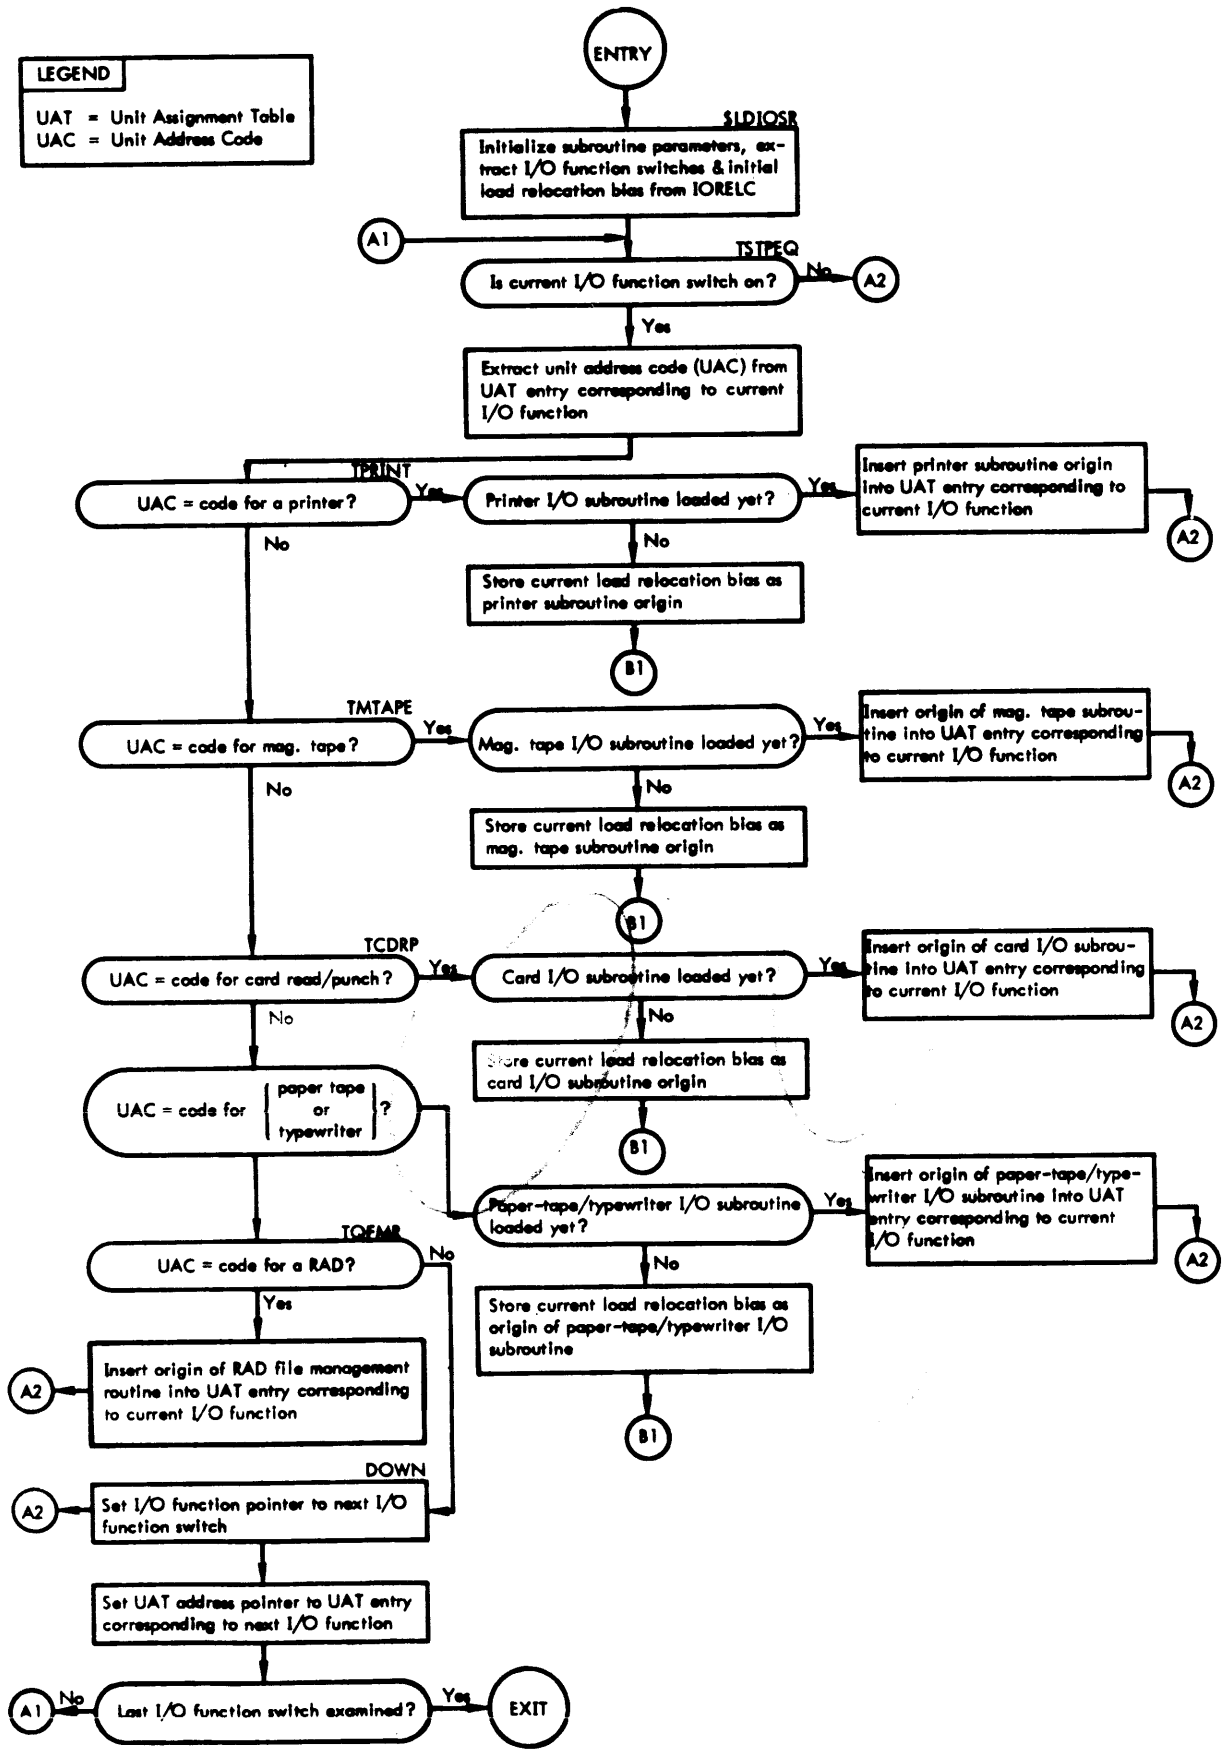 ENTRY
LEGEND
UAT = Unit Assignment Table
UAC = Unit Address Code
$LDIOSR
Initialize subroutine parameters, ex-
tract I/O function switches & initial
load relocation bias from IORELC
A1
TSTPEQ
Is current I/O function switch on?
No
A2
Yes
Extract unit address code (UAC) from
UAT entry corresponding to current
I/O function
TPRINT
UAC = code for a printer?
Yes
Printer I/O subroutine loaded yet?
Yes
Insert printer subroutine origin
into UAT entry corresponding to
current I/O function
A2
No
No
Store current load relocation bias as
printer subroutine origin
B1
TMTAPE
UAC = code for mag. tape?
Yes
Mag. tape I/O subroutine loaded yet?
Yes
Insert origin of mag. tape subrou-
tine into UAT entry corresponding
to current I/O function
A2
No
No
Store current load relocation bias as
mag. tape subroutine origin
B1
TCDRP
UAC = code for card read/punch?
Yes
Card I/O subroutine loaded yet?
Yes
Insert origin of card I/O subrou-
tine into UAT entry corresponding
to current I/O function
A2
No
No
Store current load relocation bias as
card I/O subroutine origin
B1
UAC = code for { paper tape
or
typewriter } ?
Paper-tape/typewriter I/O subroutine
loaded yet?
Yes
Insert origin of paper-tape/type-
writer I/O subroutine into UAT
entry corresponding to current
I/O function
A2
No
Store current load relocation bias as
origin of paper-tape/typewriter I/O
subroutine
B1
UAC = code for a RAD?
No
Yes
Insert origin of RAD file management
routine into UAT entry corresponding
to current I/O function
A2
DOWN
Set I/O function pointer to next I/O
function switch
A2
Set UAT address pointer to UAT entry
corresponding to next I/O function
Last I/O function switch examined?
No
A1
Yes
EXIT